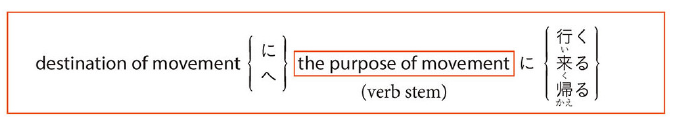 destination of movement { に へ } the purpose of movement に { 行く 来る 帰る }
い
く
かえ
(verb stem)